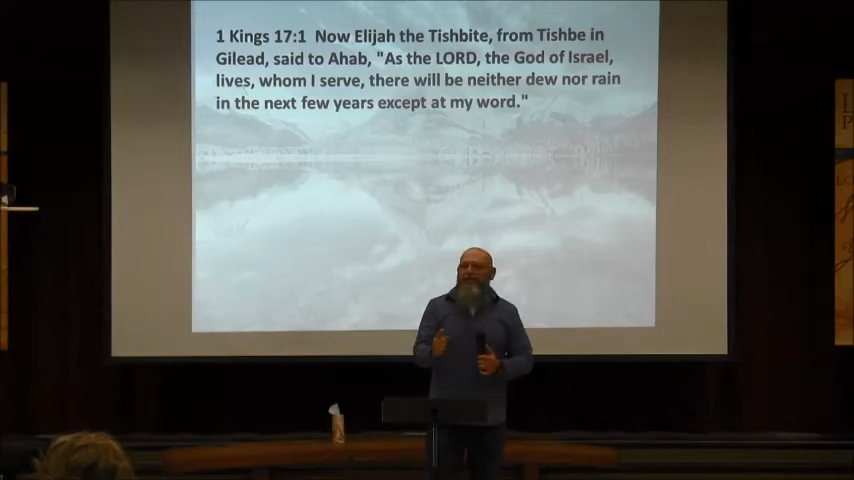 1 Kings 17:1 Now Elijah the Tishbite, from Tishbe in
Gilead, said to Ahab, "As the LORD, the God of Israel,
lives, whom I serve, there will be neither dew nor rain
in the next few years except at my word."